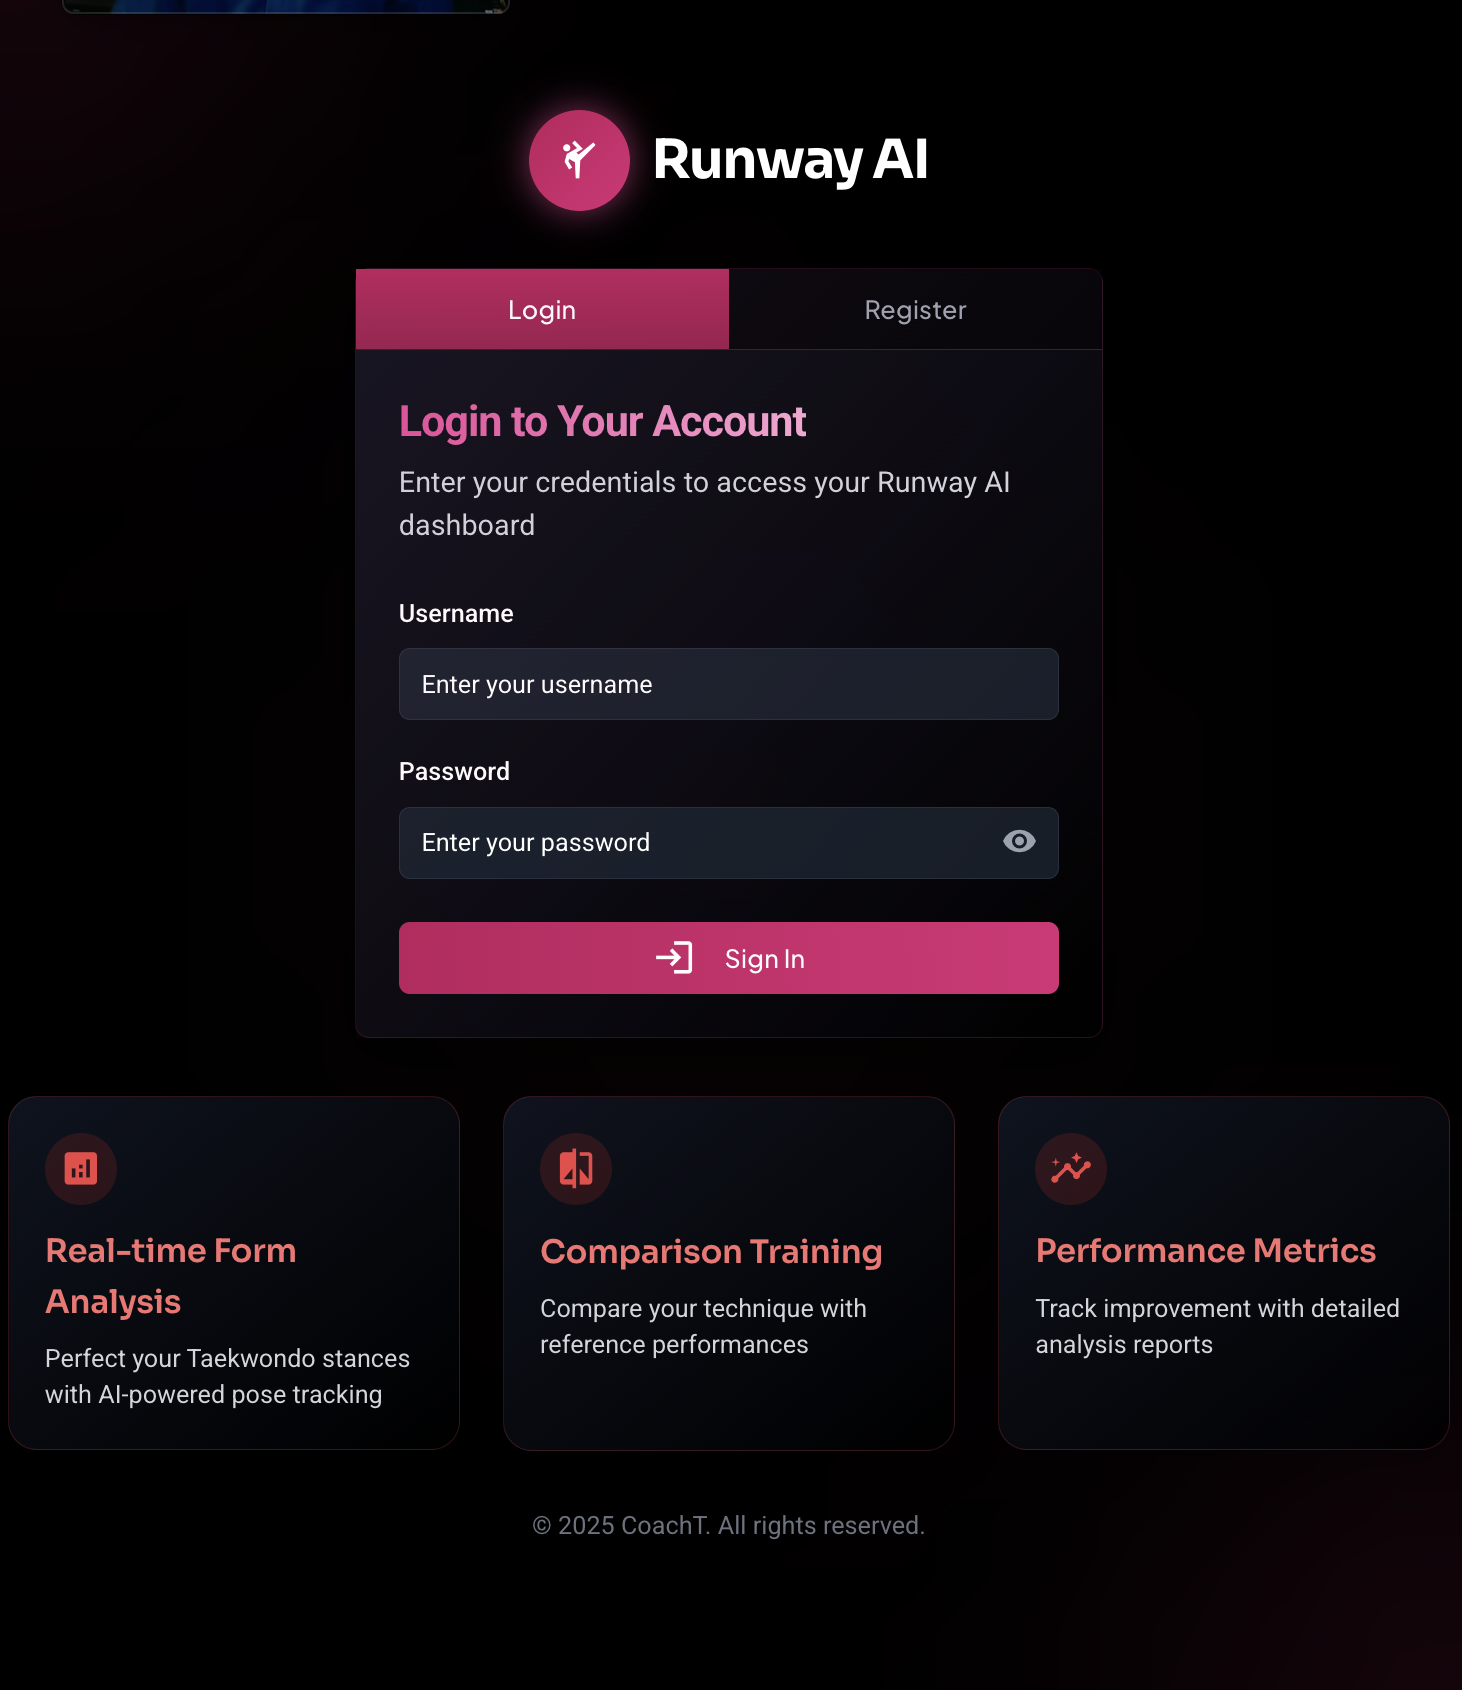 Runway AI
Login
Register
Login to Your Account
Enter your credentials to access your Runway AI
dashboard
Username
Enter your username
Password
Enter your password
Sign In
Real-time Form
Analysis
Perfect your Taekwondo stances
with AI-powered pose tracking
Comparison Training
Compare your technique with
reference performances
Performance Metrics
Track improvement with detailed
analysis reports
© 2025 CoachT. All rights reserved.